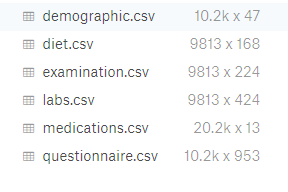 demographic.csv 10.2k x 47
diet.csv 9813 x 168
examination.csv 9813 x 224
labs.csv 9813 x 424
medications.csv 20.2k x 13
questionnaire.csv 10.2k x 953